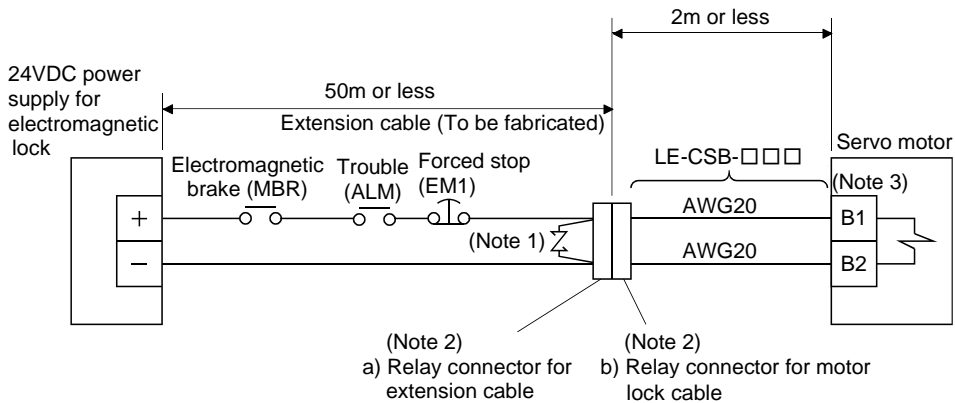 2m or less
24VDC power
supply for
electromagnetic
lock
50m or less
Extension cable (To be fabricated)
Servo motor
LE-CSB-□□□
Electromagnetic
brake (MBR)
Trouble
(ALM)
Forced stop
(EM1)
(Note 3)
+
(Note 1)
AWG20
B1
−
AWG20
B2
(Note 2)
a) Relay connector for
extension cable
(Note 2)
b) Relay connector for motor
lock cable